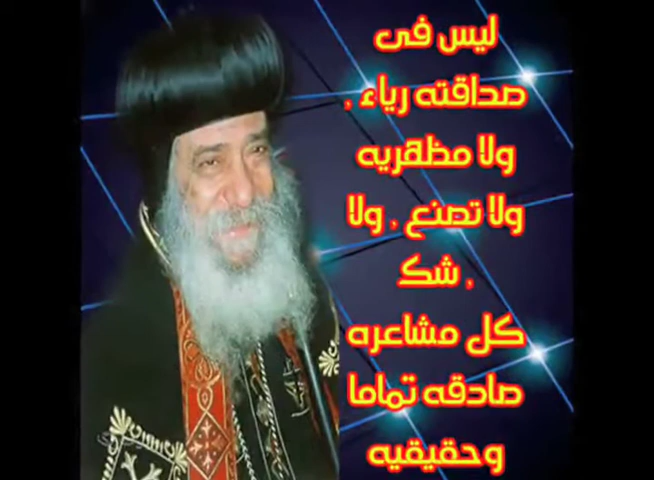 ليس فى
صداقته رياء ,
ولا مظهريه
ولا تصنع , ولا
شك ,
كل مشاعره
صادقه تماما
وحقيقيه